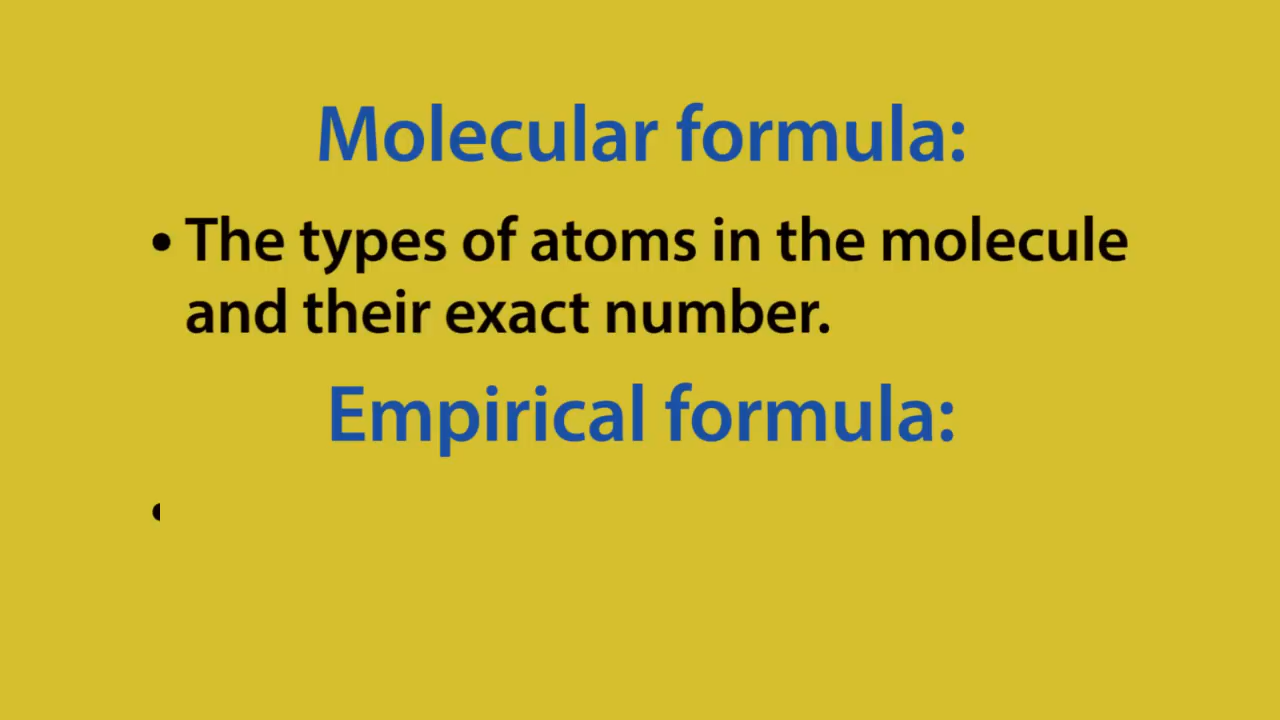 Molecular formula:
• The types of atoms in the molecule
and their exact number.
Empirical formula:
•